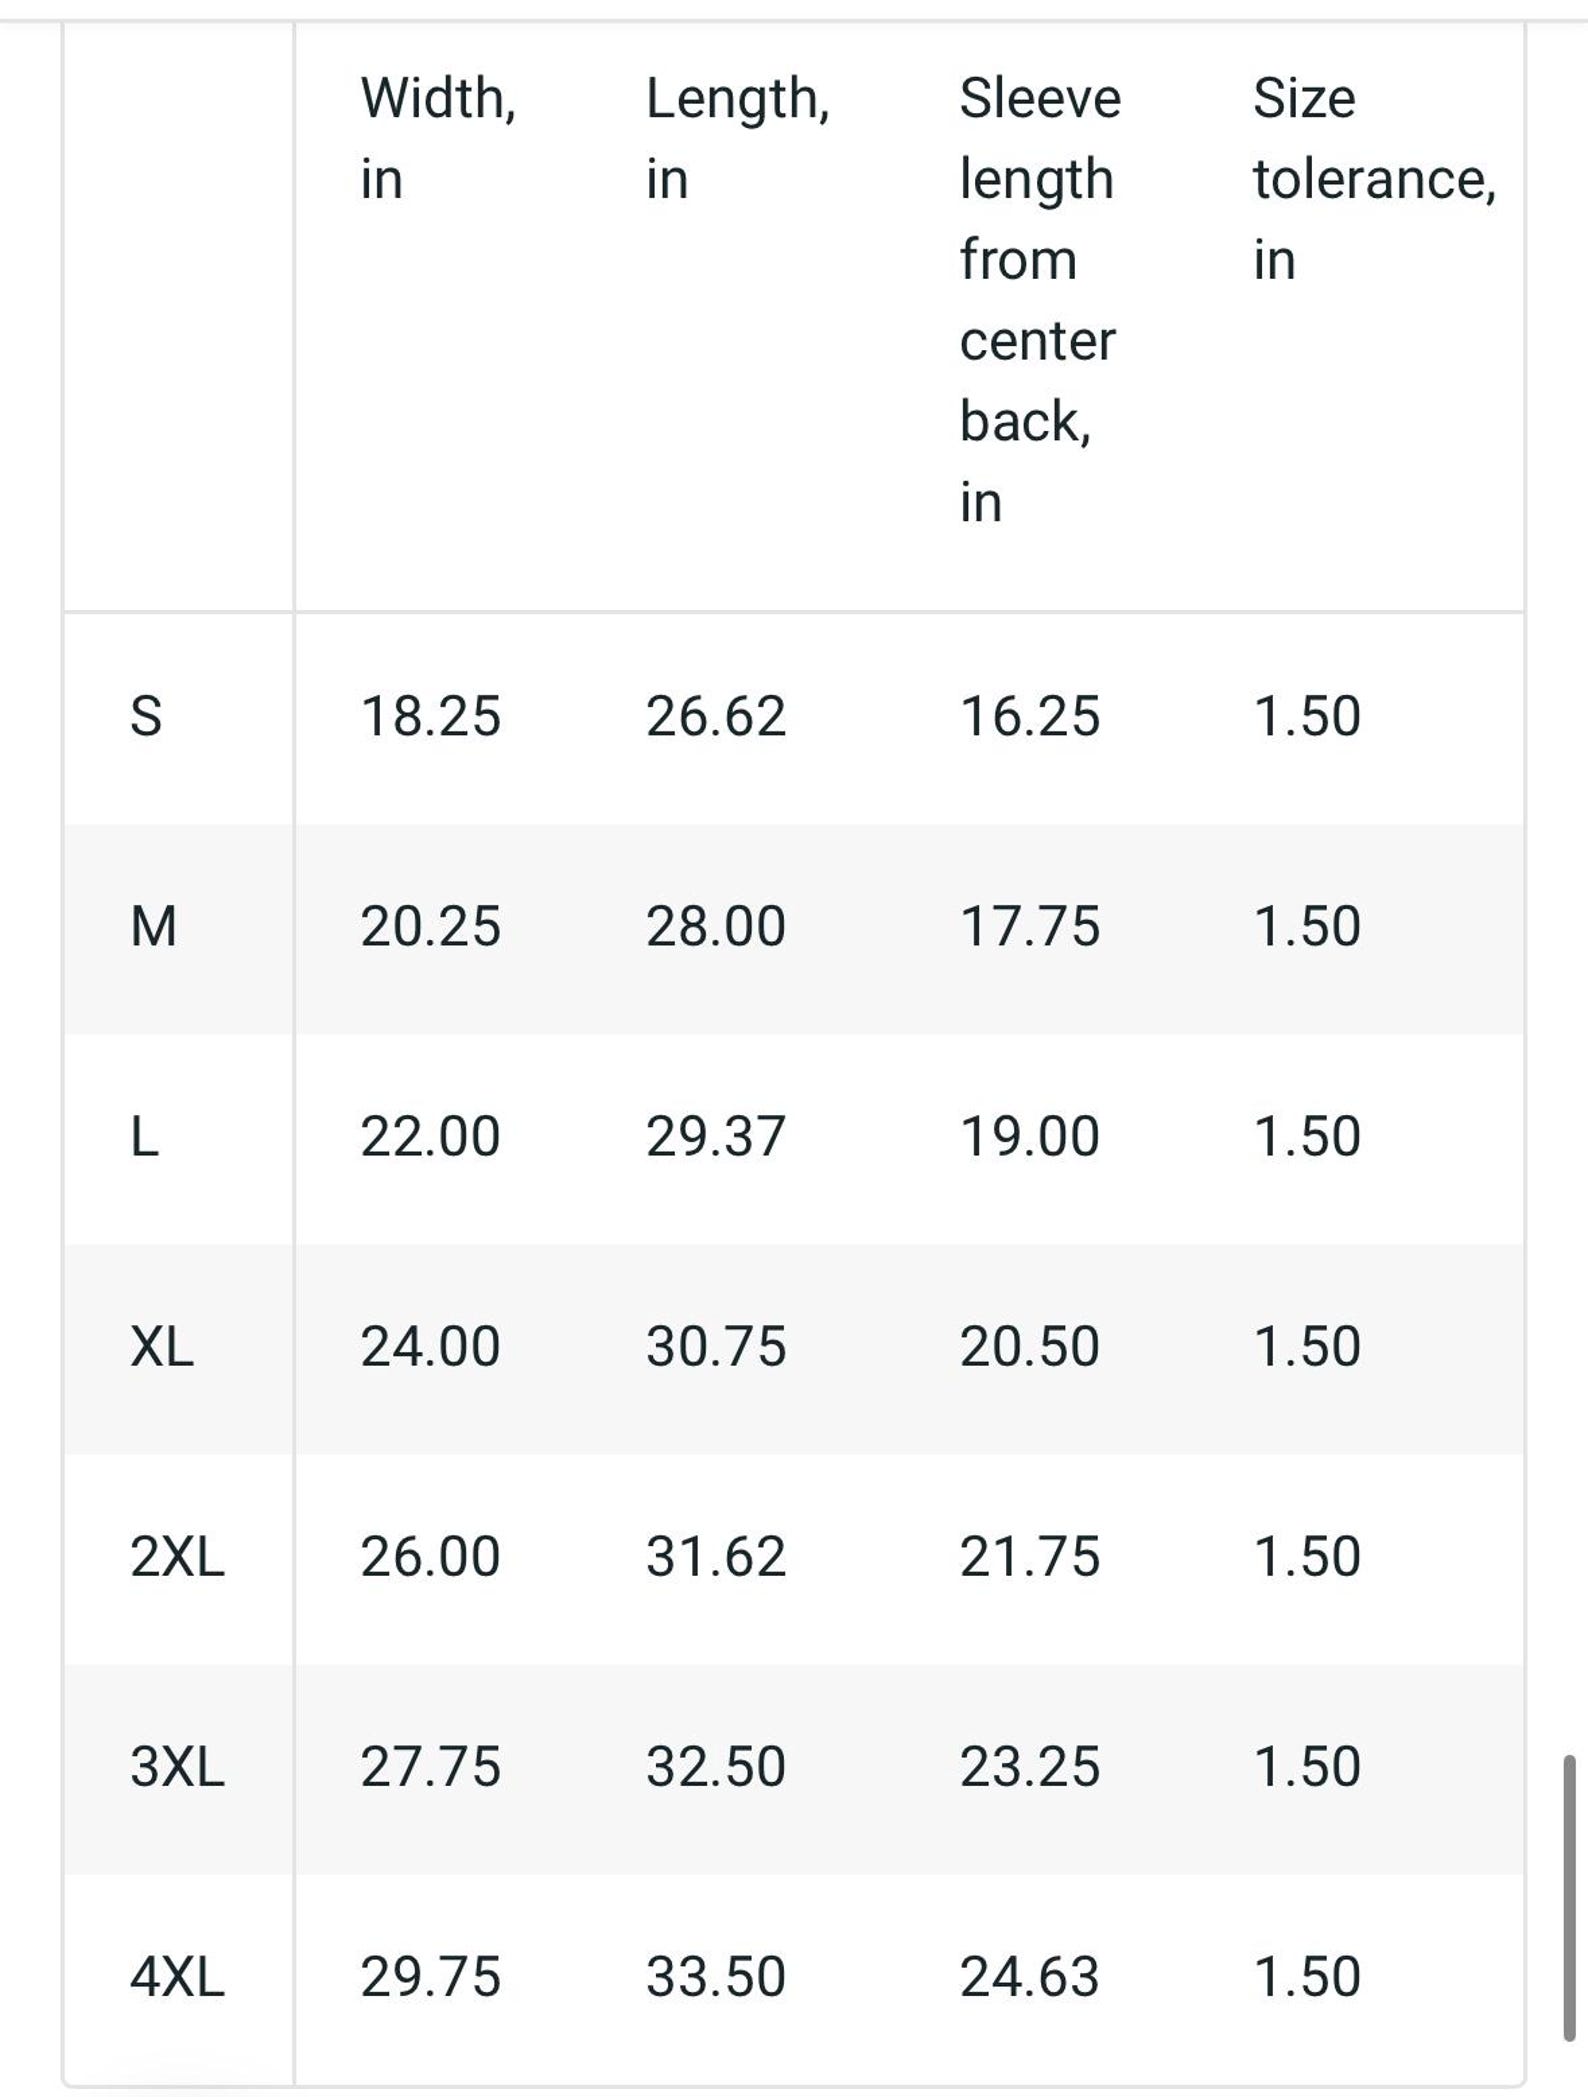 Width, in Length, in Sleeve length from center back, in Size tolerance, in
S 18.25 26.62 16.25 1.50
M 20.25 28.00 17.75 1.50
L 22.00 29.37 19.00 1.50
XL 24.00 30.75 20.50 1.50
2XL 26.00 31.62 21.75 1.50
3XL 27.75 32.50 23.25 1.50
4XL 29.75 33.50 24.63 1.50